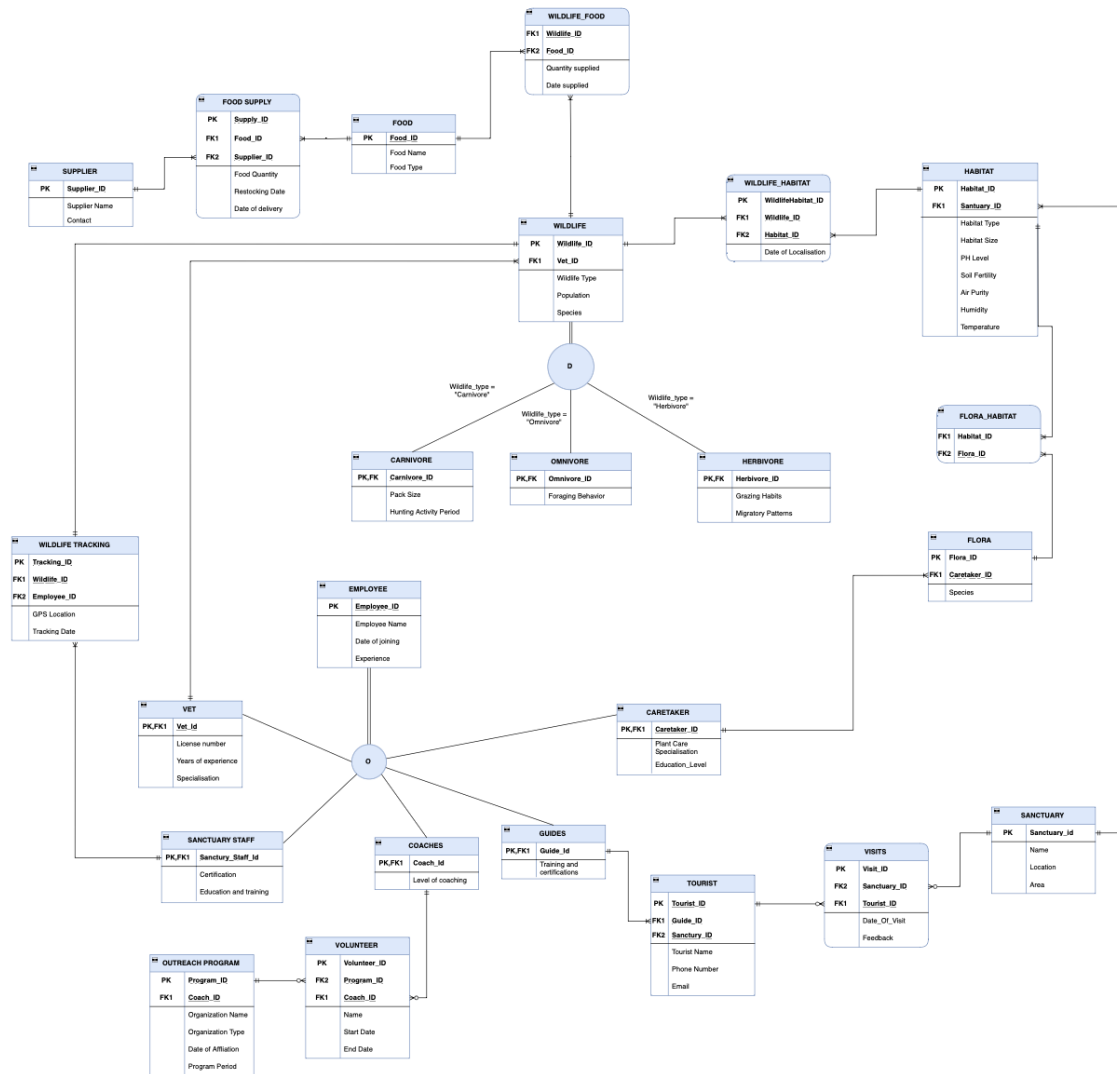 WILDLIFE_FOOD
FK1 Wildlife_ID
FK2 Food_ID
Quantity supplied
Date supplied
FOOD SUPPLY
PK Supply_ID
FK1 Food_ID
FK2 Supplier_ID
Food Quantity
Restocking Date
Date of delivery
FOOD
PK Food_ID
Food Name
Food Type
SUPPLIER
PK Supplier_ID
Supplier Name
Contact
WILDLIFE_HABITAT
PK WildlifeHabitat_ID
FK1 Wildlife_ID
FK2 Habitat_ID
Date of Localisation
HABITAT
PK Habitat_ID
FK1 Santuary_ID
Habitat Type
Habitat Size
PH Level
Soil Fertility
Air Purity
Humidity
Temperature
WILDLIFE
PK Wildlife_ID
FK1 Vet_ID
Wildlife Type
Population
Species
D
Wildlife_type =
"Carnivore"
Wildlife_type =
"Omnivore"
Wildlife_type =
"Herbivore"
FLORA_HABITAT
FK1 Habitat_ID
FK2 Flora_ID
CARNIVORE
PK,FK Carnivore_ID
Pack Size
Hunting Activity Period
OMNIVORE
PK,FK Omnivore_ID
Foraging Behavior
HERBIVORE
PK,FK Herbivore_ID
Grazing Habits
Migratory Patterns
WILDLIFE TRACKING
PK Tracking_ID
FK1 Wildlife_ID
FK2 Employee_ID
GPS Location
Tracking Date
FLORA
PK Flora_ID
FK1 Caretaker_ID
Species
EMPLOYEE
PK Employee_ID
Employee Name
Date of joining
Experience
VET
PK,FK1 Vet_Id
License number
Years of experience
Specialisation
O
CARETAKER
PK,FK1 Caretaker_ID
Plant Care
Specialisation
Education_Level
SANCTUARY STAFF
PK,FK1 Sanctury_Staff_Id
Certification
Education and training
COACHES
PK,FK1 Coach_Id
Level of coaching
GUIDES
PK,FK1 Guide_Id
Training and
certifications
SANCTUARY
PK Sanctuary_id
Name
Location
Area
VISITS
PK Visit_ID
FK2 Sanctuary_ID
FK1 Tourist_ID
Date_Of_Visit
Feedback
TOURIST
PK Tourist_ID
FK1 Guide_ID
FK2 Sanctury_ID
Tourist Name
Phone Number
Email
OUTREACH PROGRAM
PK Program_ID
FK1 Coach_ID
Organization Name
Organization Type
Date of Affliation
Program Period
VOLUNTEER
PK Volunteer_ID
FK2 Program_ID
FK1 Coach_ID
Name
Start Date
End Date